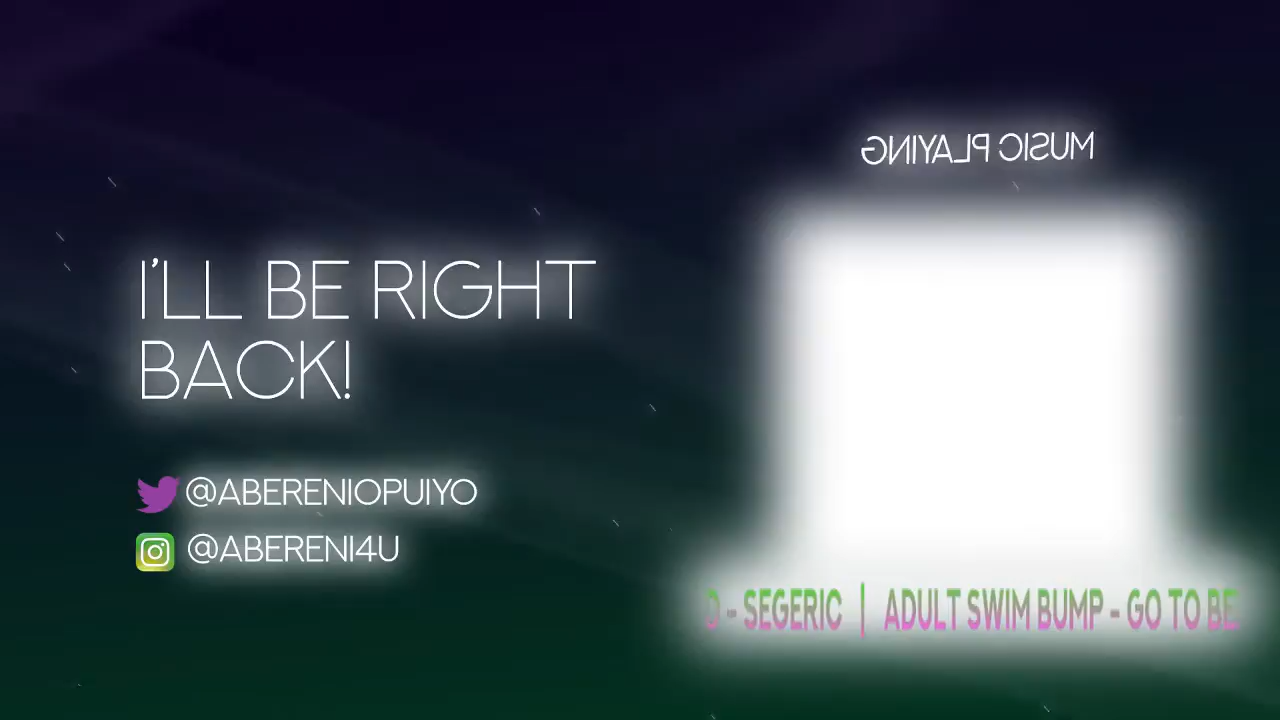 MUSIC PLAYING
I'LL BE RIGHT
BACK!
@ABERENIOPUIYO
@ABERENI4U
D - SEGERIC | ADULT SWIM BUMP - GO TO BE